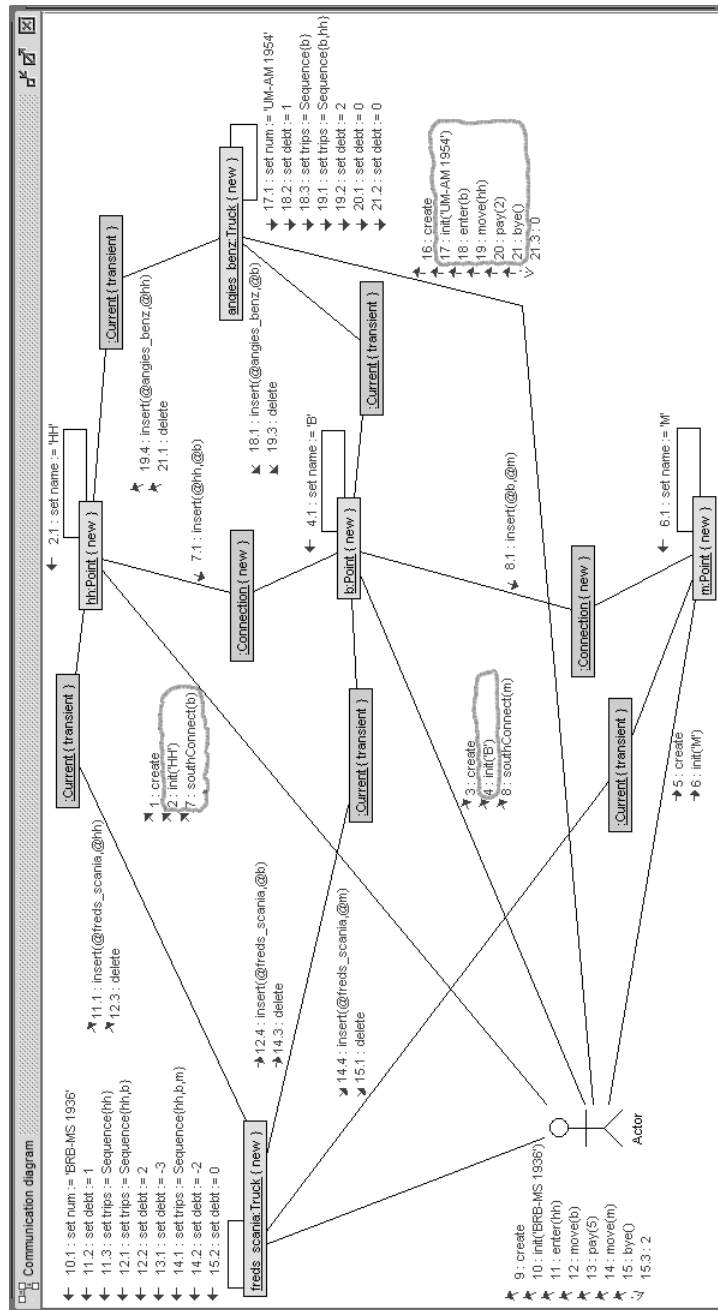 Communication diagram
10.1 : set num := 'BRB-MS 1936'
11.2 : set debt := 1
11.3 : set trips := Sequence{hh}
12.1 : set trips := Sequence{hh,b}
12.2 : set debt := 2
13.1 : set debt := -3
14.1 : set trips := Sequence{hh,b,m}
14.2 : set debt := -2
15.2 : set debt := 0
freds_scania:Truck { new }
11.1 : insert(@freds_scania,@hh)
12.3 : delete
:Current { transient }
2.1 : set name := 'HH'
hh:Point { new }
:Current { transient }
19.4 : insert(@angies_benz,@hh)
21.1 : delete
angies_benz:Truck { new }
17.1 : set num := 'UM-AM 1954'
18.2 : set debt := 1
18.3 : set trips := Sequence{b}
19.1 : set trips := Sequence{b,hh}
19.2 : set debt := 2
20.1 : set debt := 0
21.2 : set debt := 0
1 : create
2 : init('HH')
7 : southConnect(b)
7.1 : insert(@hh,@b)
:Connection { new }
18.1 : insert(@angies_benz,@b)
19.3 : delete
12.4 : insert(@freds_scania,@b)
14.3 : delete
:Current { transient }
4.1 : set name := 'B'
b:Point { new }
:Current { transient }
14.4 : insert(@freds_scania,@m)
15.1 : delete
3 : create
4 : init('B')
8 : southConnect(m)
8.1 : insert(@b,@m)
16 : create
17 : init('UM-AM 1954')
18 : enter(b)
19 : move(hh)
20 : pay(2)
21 : bye()
21.3 : 0
:Connection { new }
:Current { transient }
9 : create
10 : init('BRB-MS 1936')
11 : enter(hh)
12 : move(b)
13 : pay(5)
14 : move(m)
15 : bye()
15.3 : 2
Actor
5 : create
6 : init('M')
6.1 : set name := 'M'
m:Point { new }